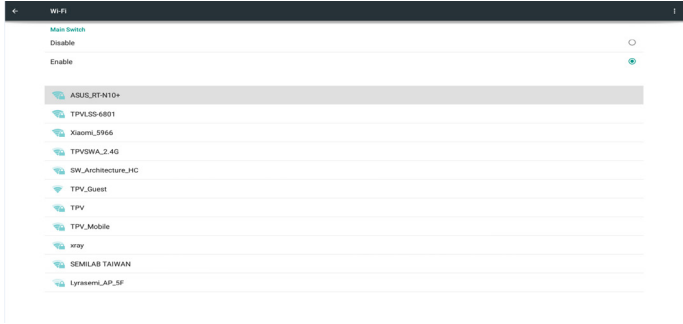 Wi-Fi
Main Switch
Disable
Enable
ASUS_RT-N10+
TPVLSS-6801
Xiaomi_5966
TPVSWA_2.4G
SW_Architecture_HC
TPV_Guest
TPV
TPV_Mobile
xray
SEMILAB TAIWAN
Lyrasemi_AP_5F